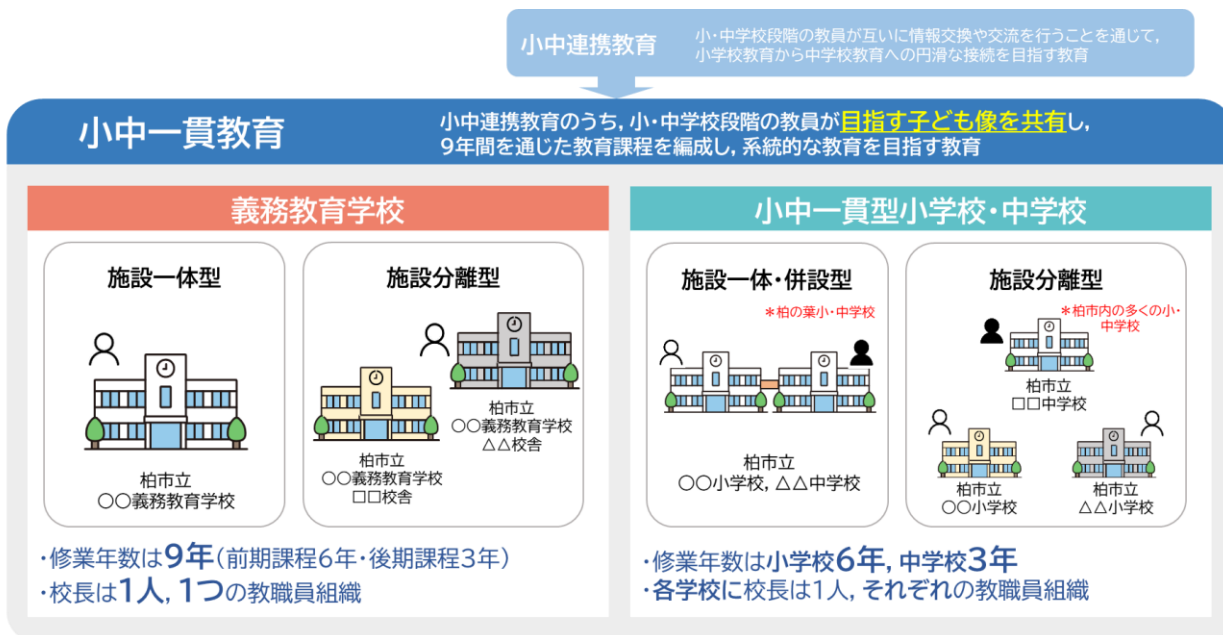 小中連携教育
小・中学校段階の教員が互いに情報交換や交流を行うことを通じて,
小学校教育から中学校教育への円滑な接続を目指す教育
小中一貫教育
小中連携教育のうち, 小・中学校段階の教員が目指す子ども像を共有し,
9年間を通じた教育課程を編成し, 系統的な教育を目指す教育
義務教育学校
施設一体型
柏市立
○○義務教育学校
施設分離型
柏市立
○○義務教育学校
△△校舎
柏市立
○○義務教育学校
□□校舎
・修業年数は9年(前期課程6年・後期課程3年)
・校長は1人, 1つの教職員組織
小中一貫型小学校・中学校
施設一体・併設型
＊柏の葉小・中学校
柏市立
○○小学校, △△中学校
施設分離型
＊柏市内の多くの小・
中学校
柏市立
□□中学校
柏市立
○○小学校
柏市立
△△小学校
・修業年数は小学校6年, 中学校3年
・各学校に校長は1人, それぞれの教職員組織